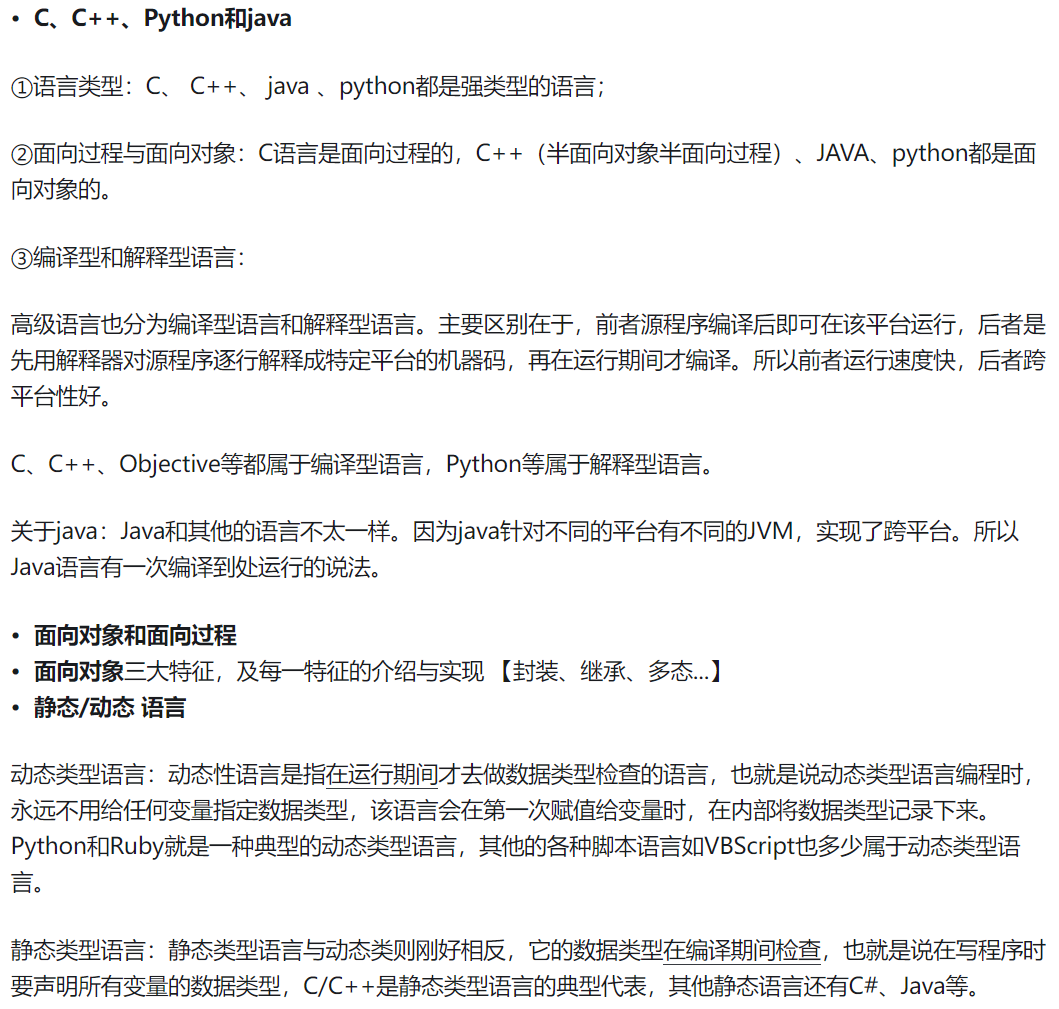 • C、C++、Python和java
①语言类型：C、 C++、 java 、python都是强类型的语言；
②面向过程与面向对象：C语言是面向过程的，C++（半面向对象半面向过程）、JAVA、python都是面
向对象的。
③编译型和解释型语言：
高级语言也分为编译型语言和解释型语言。主要区别在于，前者源程序编译后即可在该平台运行，后者是
先用解释器对源程序逐行解释成特定平台的机器码，再在运行期间才编译。所以前者运行速度快，后者跨
平台性好。
C、C++、Objective等都属于编译型语言，Python等属于解释型语言。
关于java：Java和其他的语言不太一样。因为java针对不同的平台有不同的JVM，实现了跨平台。所以
Java语言有一次编译到处运行的说法。
• 面向对象和面向过程
• 面向对象三大特征，及每一特征的介绍与实现 【封装、继承、多态...】
• 静态/动态 语言
动态类型语言：动态性语言是指在运行期间才去做数据类型检查的语言，也就是说动态类型语言编程时，
永远不用给任何变量指定数据类型，该语言会在第一次赋值给变量时，在内部将数据类型记录下来。
Python和Ruby就是一种典型的动态类型语言，其他的各种脚本语言如VBScript也多少属于动态类型语
言。
静态类型语言：静态类型语言与动态类则刚好相反，它的数据类型在编译期间检查，也就是说在写程序时
要声明所有变量的数据类型，C/C++是静态类型语言的典型代表，其他静态语言还有C#、Java等。